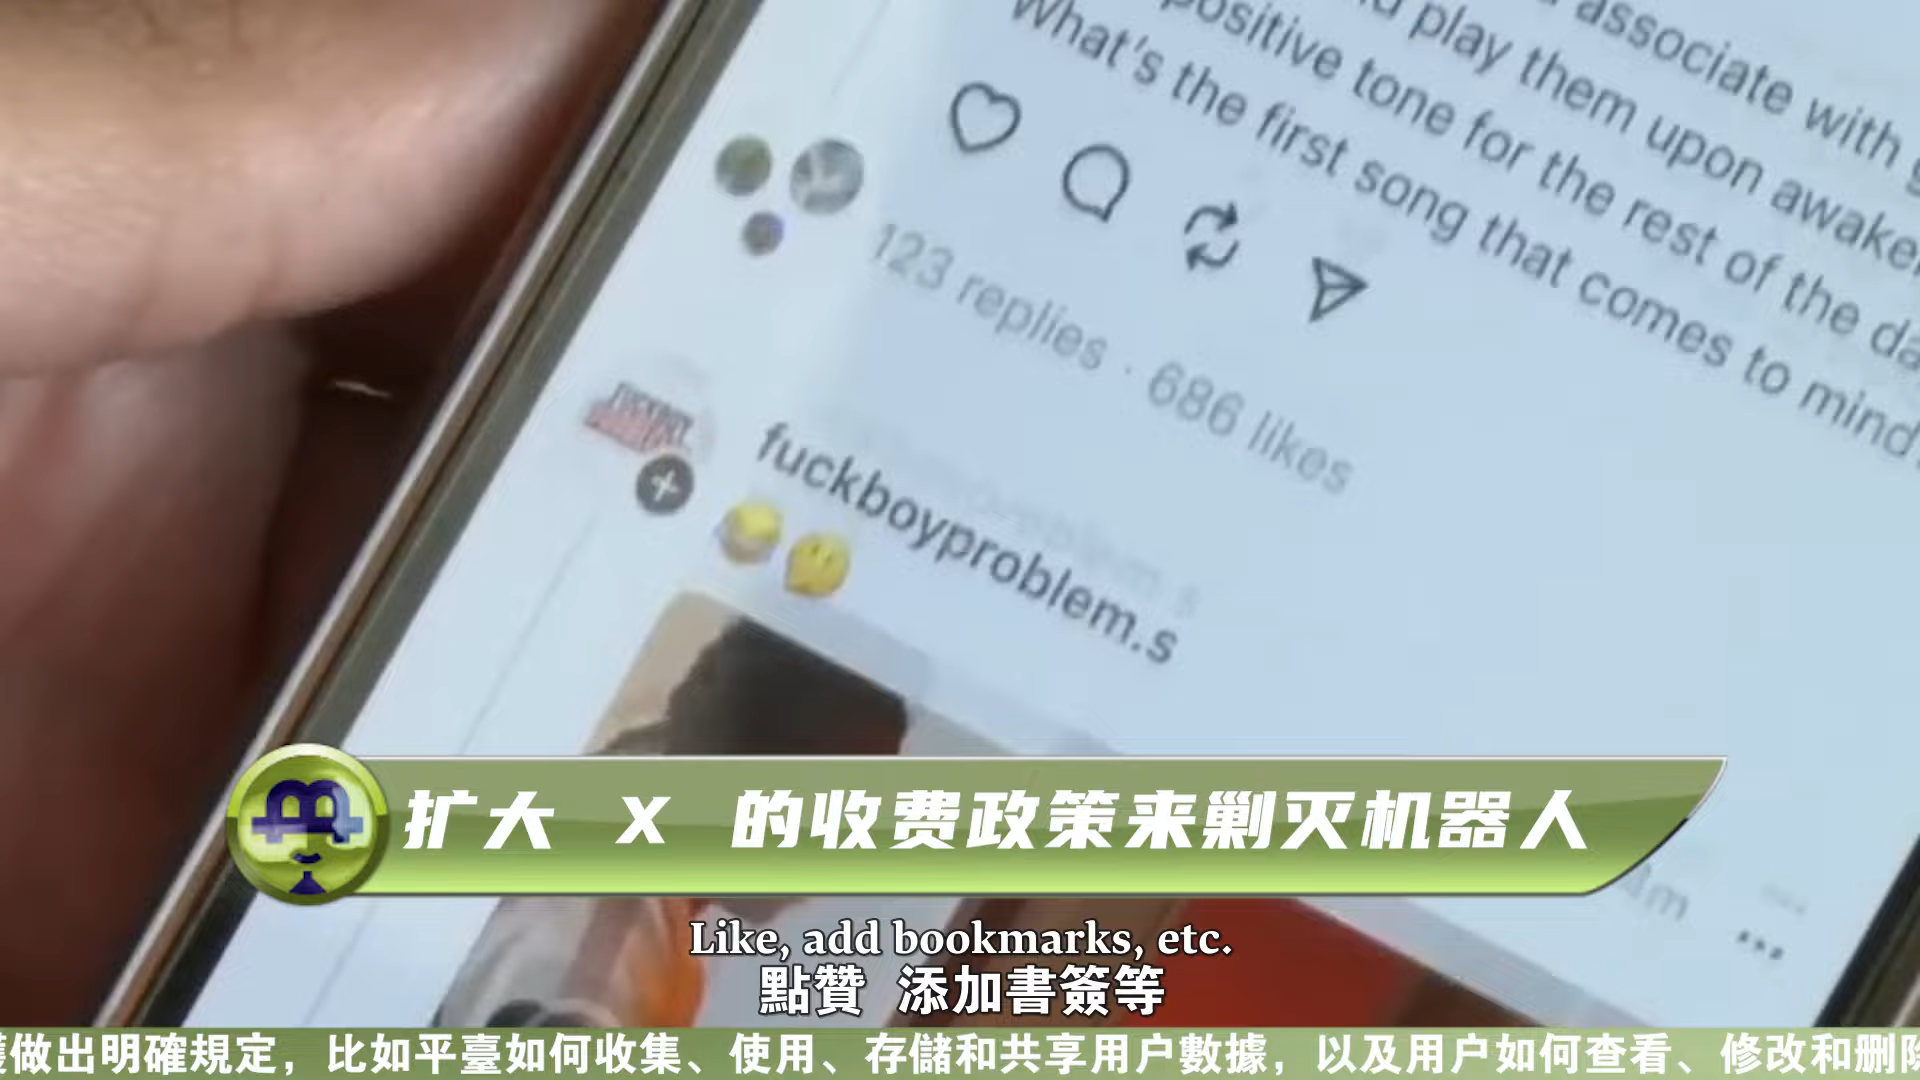 associate with
play them upon
positive tone for the rest of the
What's the first song that comes to mind?
123 replies · 686 likes
fuckboyproblem.s
4m
扩大 X 的收费政策来剿灭机器人
Like, add bookmarks, etc.
點贊 添加書簽等
做出明確規定，比如平臺如何收集、使用、存儲和共享用户數據，以及用户如何查看、修改和删除